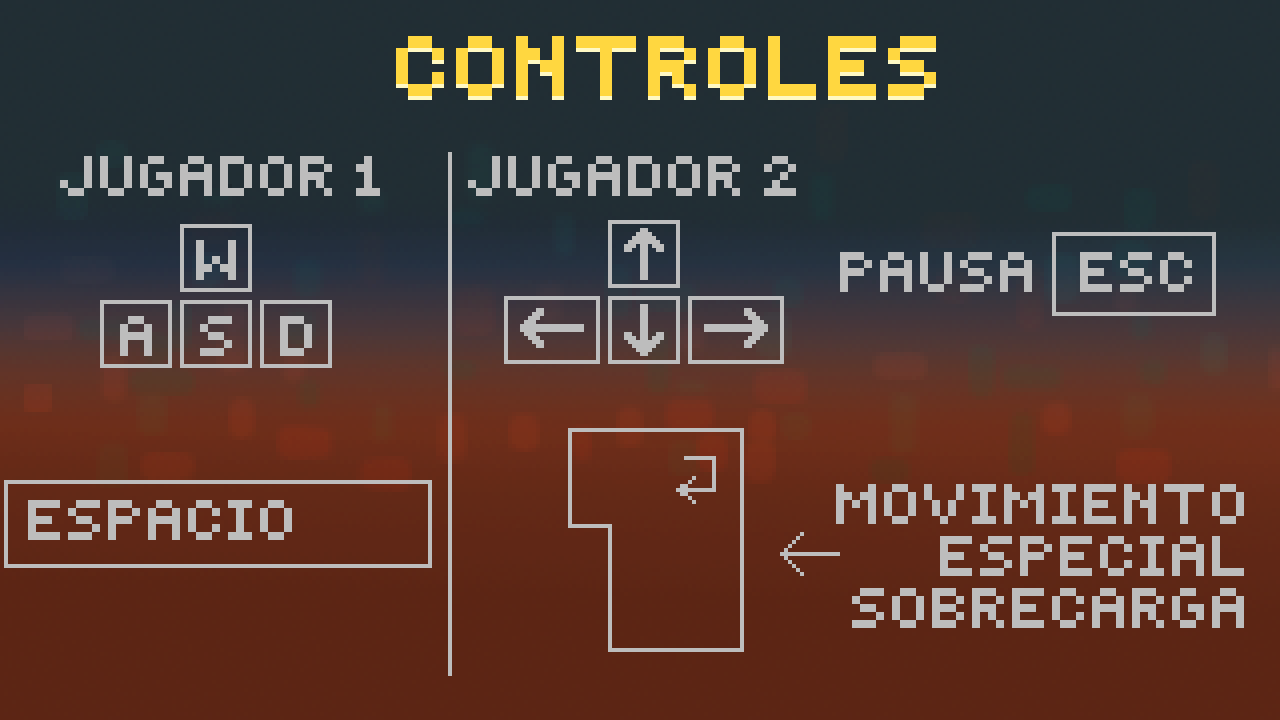 CONTROLES
JUGADOR 1
W
A S D
ESPACIO
JUGADOR 2
PAUSA ESC
MOVIMIENTO
ESPECIAL
SOBRECARGA